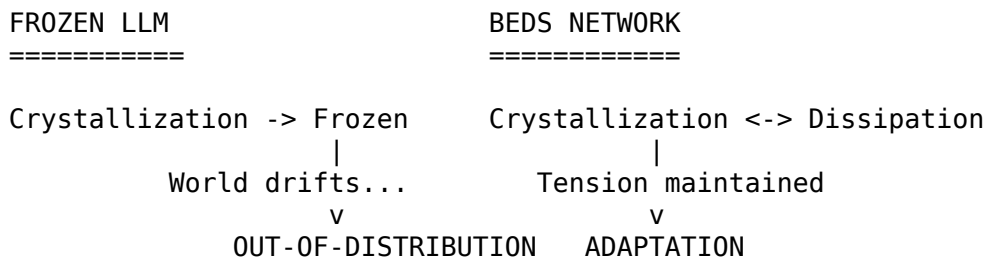 FROZEN LLM                    BEDS NETWORK
===========                   ============
Crystallization -> Frozen     Crystallization <-> Dissipation
                    |                   |
          World drifts...        Tension maintained
                    v                   v
              OUT-OF-DISTRIBUTION   ADAPTATION